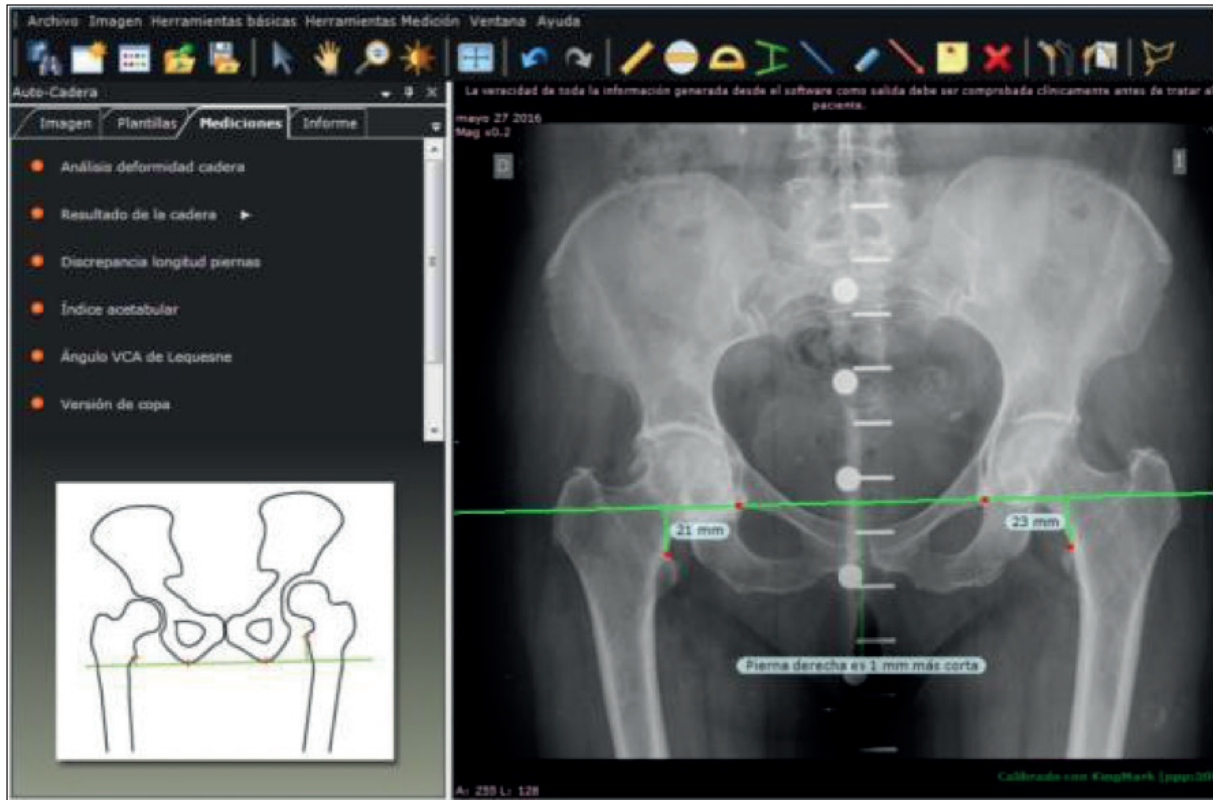 Archivo Imagen Herramientas básicas Herramientas Medición Ventana Ayuda
Auto-Cadera
Imagen Plantillas Mediciones Informe
Análisis deformidad cadera
Resultado de la cadera
Discrepancia longitud piernas
Índice acetabular
Ángulo VCA de Lequesne
Versión de copa
La veracidad de toda la información generada desde el software como salida debe ser comprobada clínicamente antes de tratar al
paciente.
mayo 27 2016
Mag x0.2
D
I
21 mm
23 mm
Pierna derecha es 1 mm más corta
Calibrado con KingMark
A: 255 L: 128